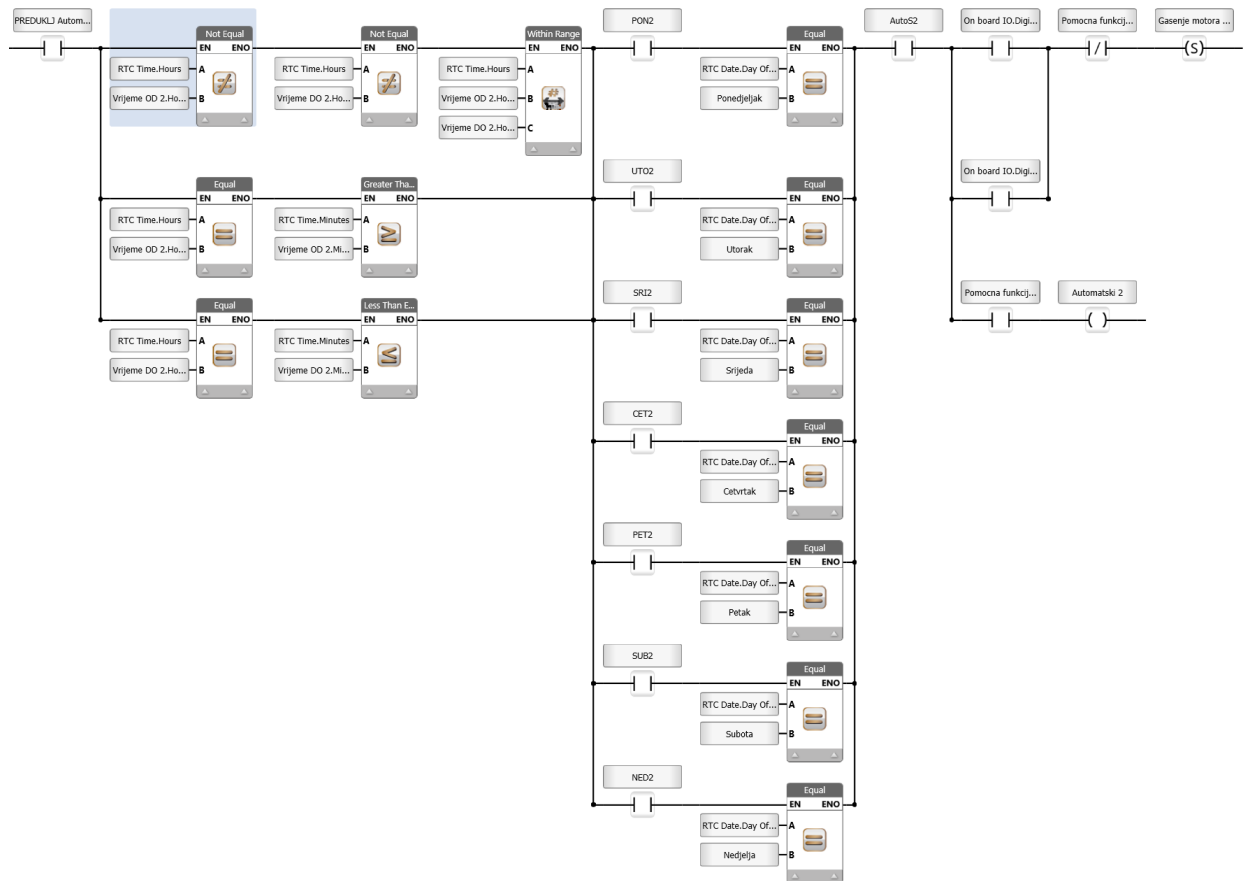 PREDUKLJ Autom...
PON2
AutoS2
On board IO.Digi...
Pomocna funkcij...
Gasenje motora ...
Not Equal
EN ENO
Not Equal
EN ENO
Within Range
EN ENO
Equal
EN ENO
(S)
RTC Time.Hours A
RTC Time.Hours A
RTC Time.Hours A
RTC Date.Day Of... A
Vrijeme OD 2.Ho... B
Vrijeme DO 2.Ho... B
Vrijeme OD 2.Ho... B
Ponedjeljak B
Vrijeme DO 2.Ho... C
UTO2
On board IO.Digi...
Equal
EN ENO
Greater Tha...
EN ENO
Equal
EN ENO
RTC Time.Hours A
RTC Time.Minutes A
RTC Date.Day Of... A
Vrijeme OD 2.Ho... B
Vrijeme OD 2.Mi... B
Utorak B
SRI2
Pomocna funkcij...
Automatski 2
Equal
EN ENO
Less Than E...
EN ENO
Equal
EN ENO
RTC Time.Hours A
RTC Time.Minutes A
RTC Date.Day Of... A
Vrijeme DO 2.Ho... B
Vrijeme DO 2.Mi... B
Srijeda B
CET2
Equal
EN ENO
RTC Date.Day Of... A
Cetvrtak B
PET2
Equal
EN ENO
RTC Date.Day Of... A
Petak B
SUB2
Equal
EN ENO
RTC Date.Day Of... A
Subota B
NED2
Equal
EN ENO
RTC Date.Day Of... A
Nedjelja B